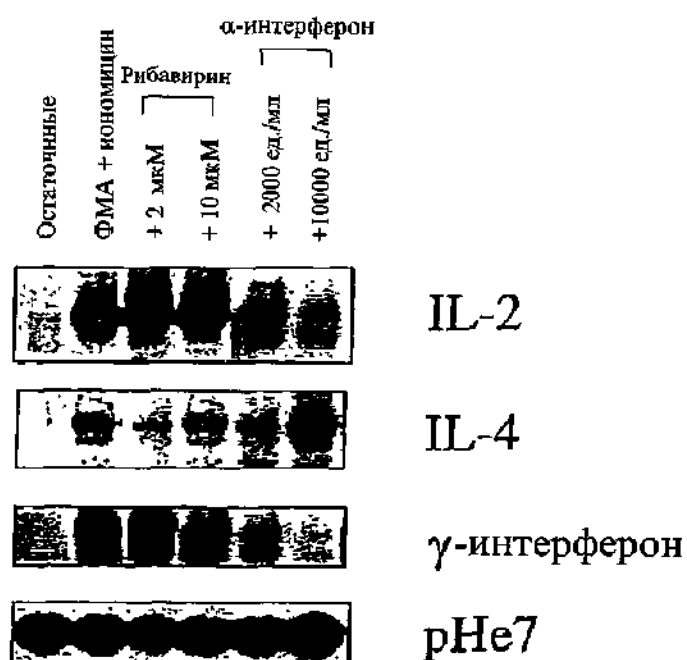 α-интерферон
Рибавирин
Остаточнные
ФМА + иономицин
+ 2 мкМ
+ 10 мкМ
+ 2000 ед./мл
+10000 ед./мл
IL-2
IL-4
γ-интерферон
pHe7